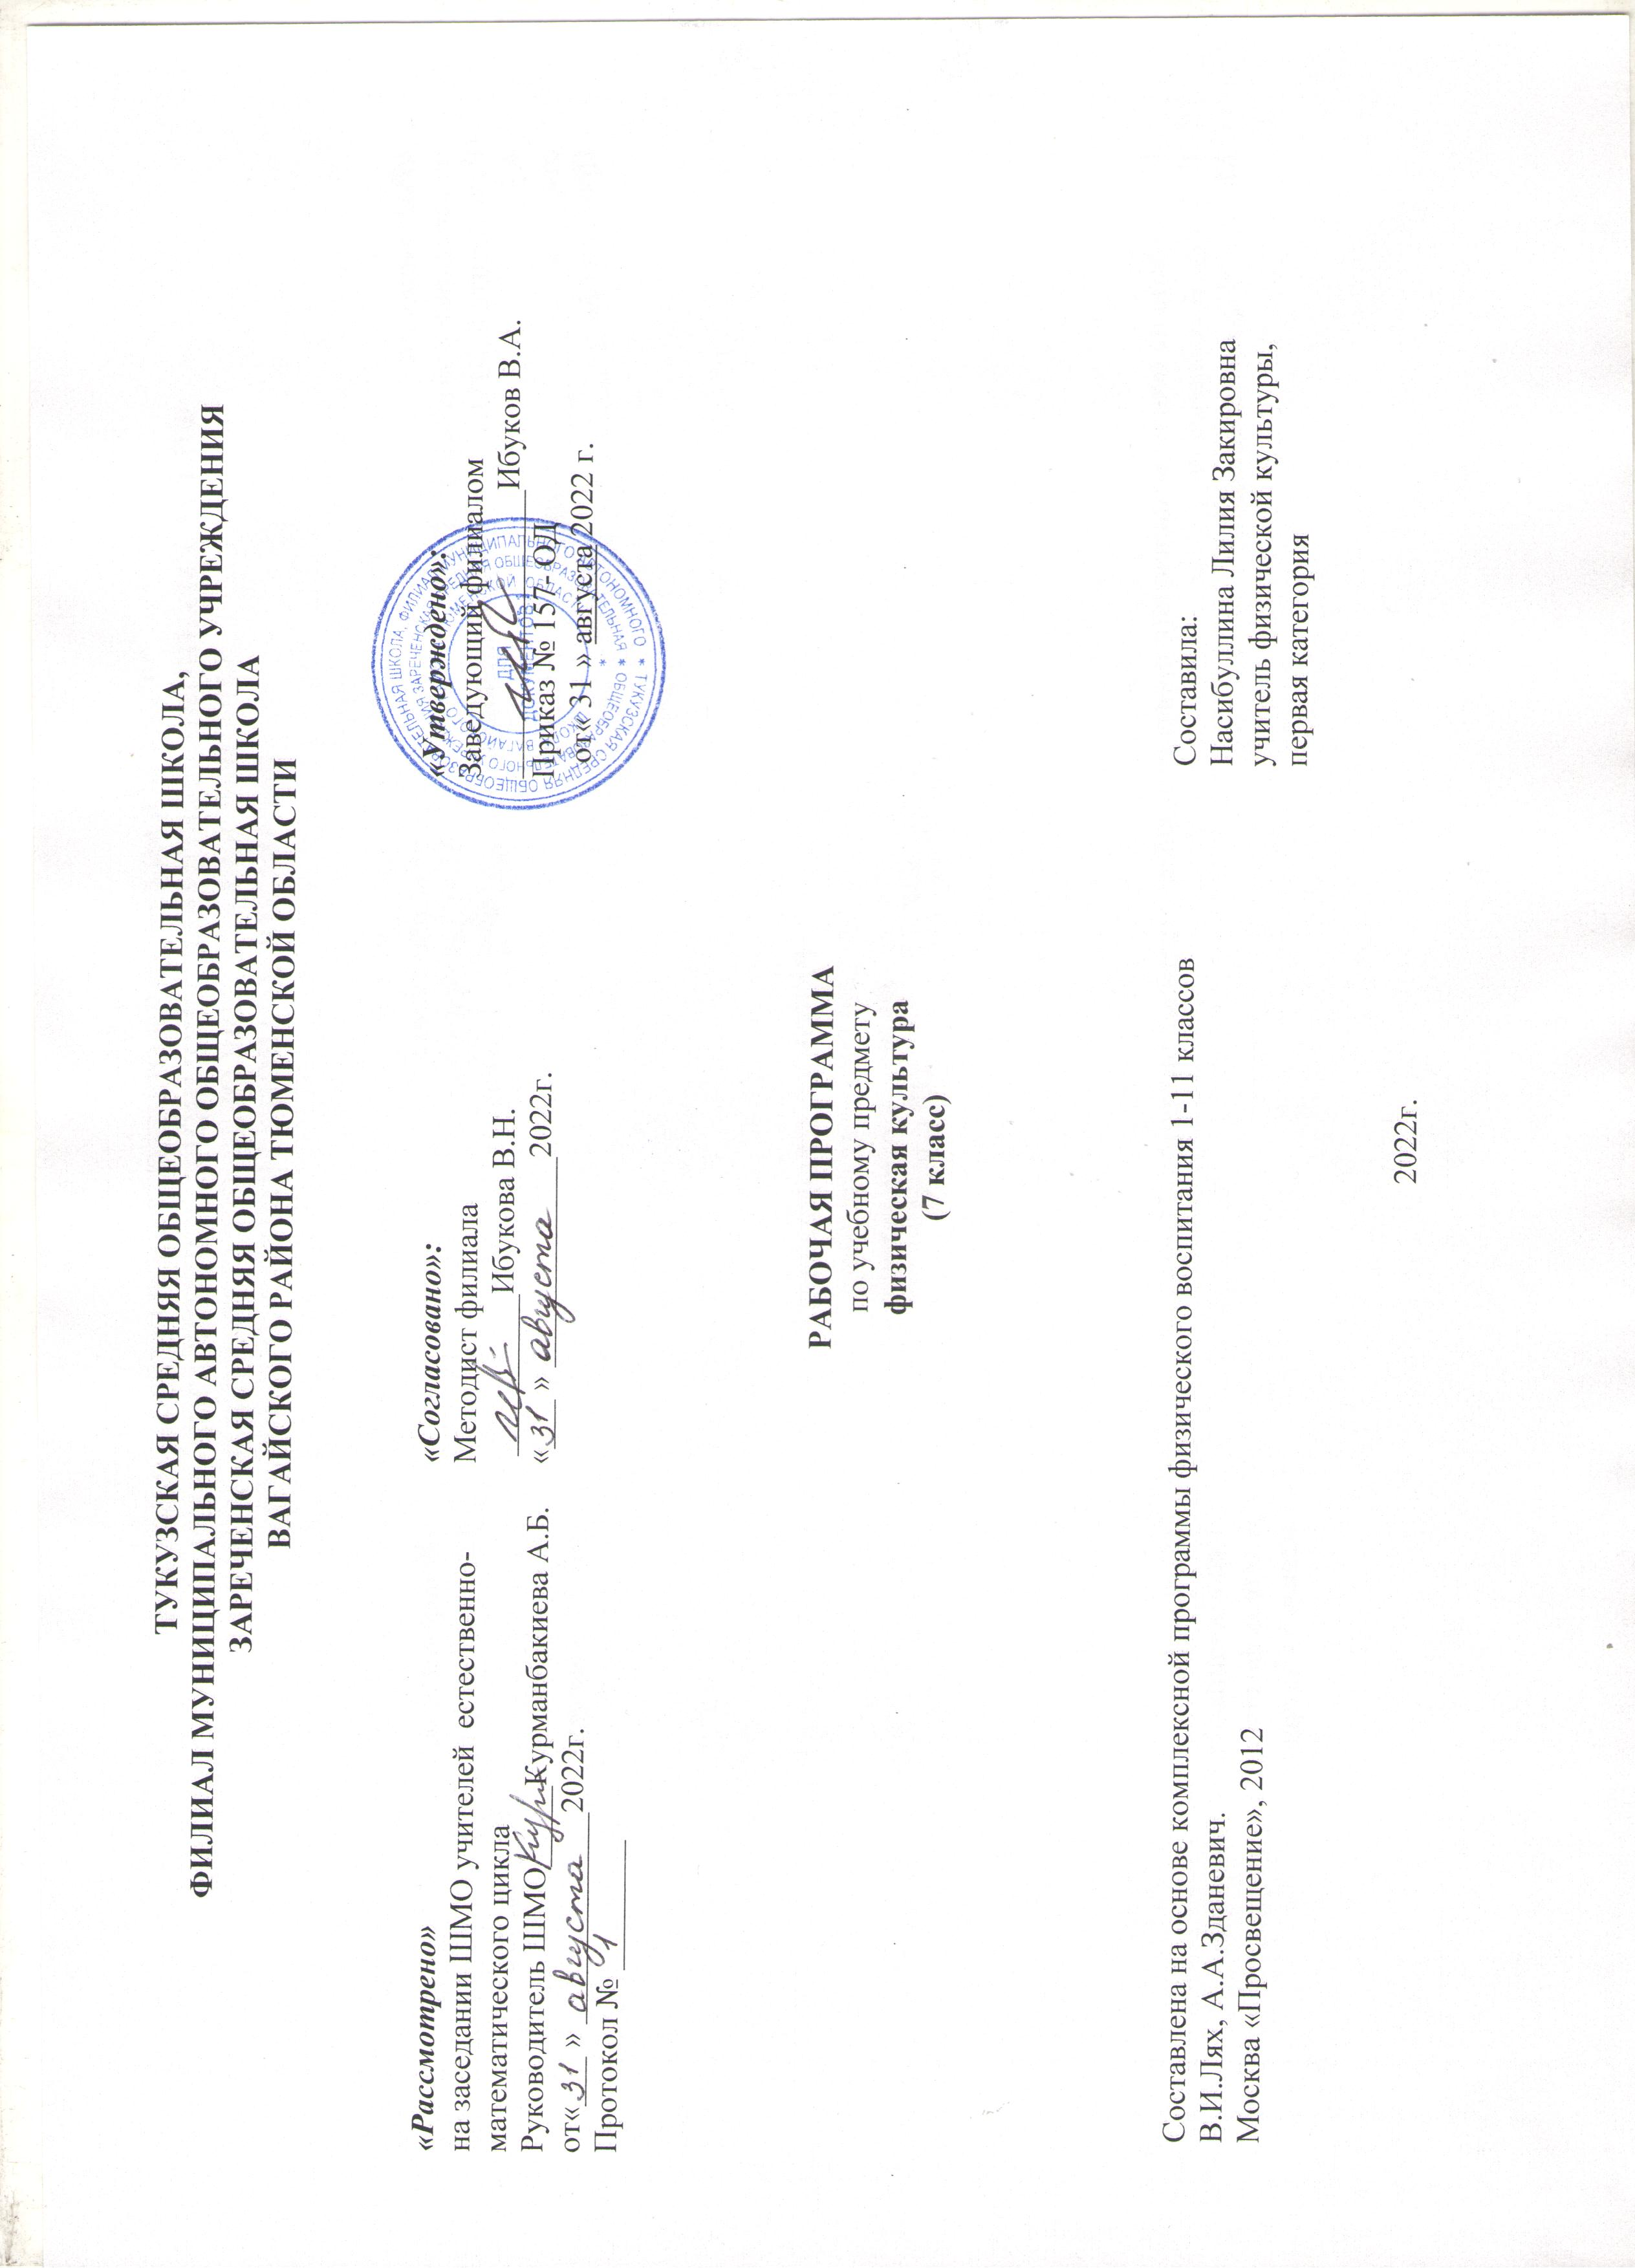 ТУКУЗСКАЯ СРЕДНЯЯ ОБЩЕОБРАЗОВАТЕЛЬНАЯ ШКОЛА,
ФИЛИАЛ МУНИЦИПАЛЬНОГО АВТОНОМНОГО ОБЩЕОБРАЗОВАТЕЛЬНОГО УЧРЕЖДЕНИЯ
ЗАРЕЧЕНСКАЯ СРЕДНЯЯ ОБЩЕОБРАЗОВАТЕЛЬНАЯ ШКОЛА
ВАГАЙСКОГО РАЙОНА ТЮМЕНСКОЙ ОБЛАСТИ
«Рассмотрено»
на заседании ШМО учителей естественно-
математического цикла
Руководитель ШМО Курманбакиева А.Б.
от« 31 » августа 2022г.
Протокол № 1
«Согласовано»:
Методист филиала
Ибукова В.Н.
« 31 » августа 2022г.
«Утверждено»:
Заведующий филиалом
Ибуков В.А.
Приказ № 157- ОД
от« 31 » августа 2022 г.
ДЛЯ
ДОКУМЕНТОВ
РАБОЧАЯ ПРОГРАММА
по учебному предмету
физическая культура
(7 класс)
Составлена на основе комплексной программы физического воспитания 1-11 классов
В.И.Лях, А.А.Зданевич.
Москва «Просвещение», 2012
Составила:
Насибуллина Лилия Закировна
учитель физической культуры,
первая категория
2022г.